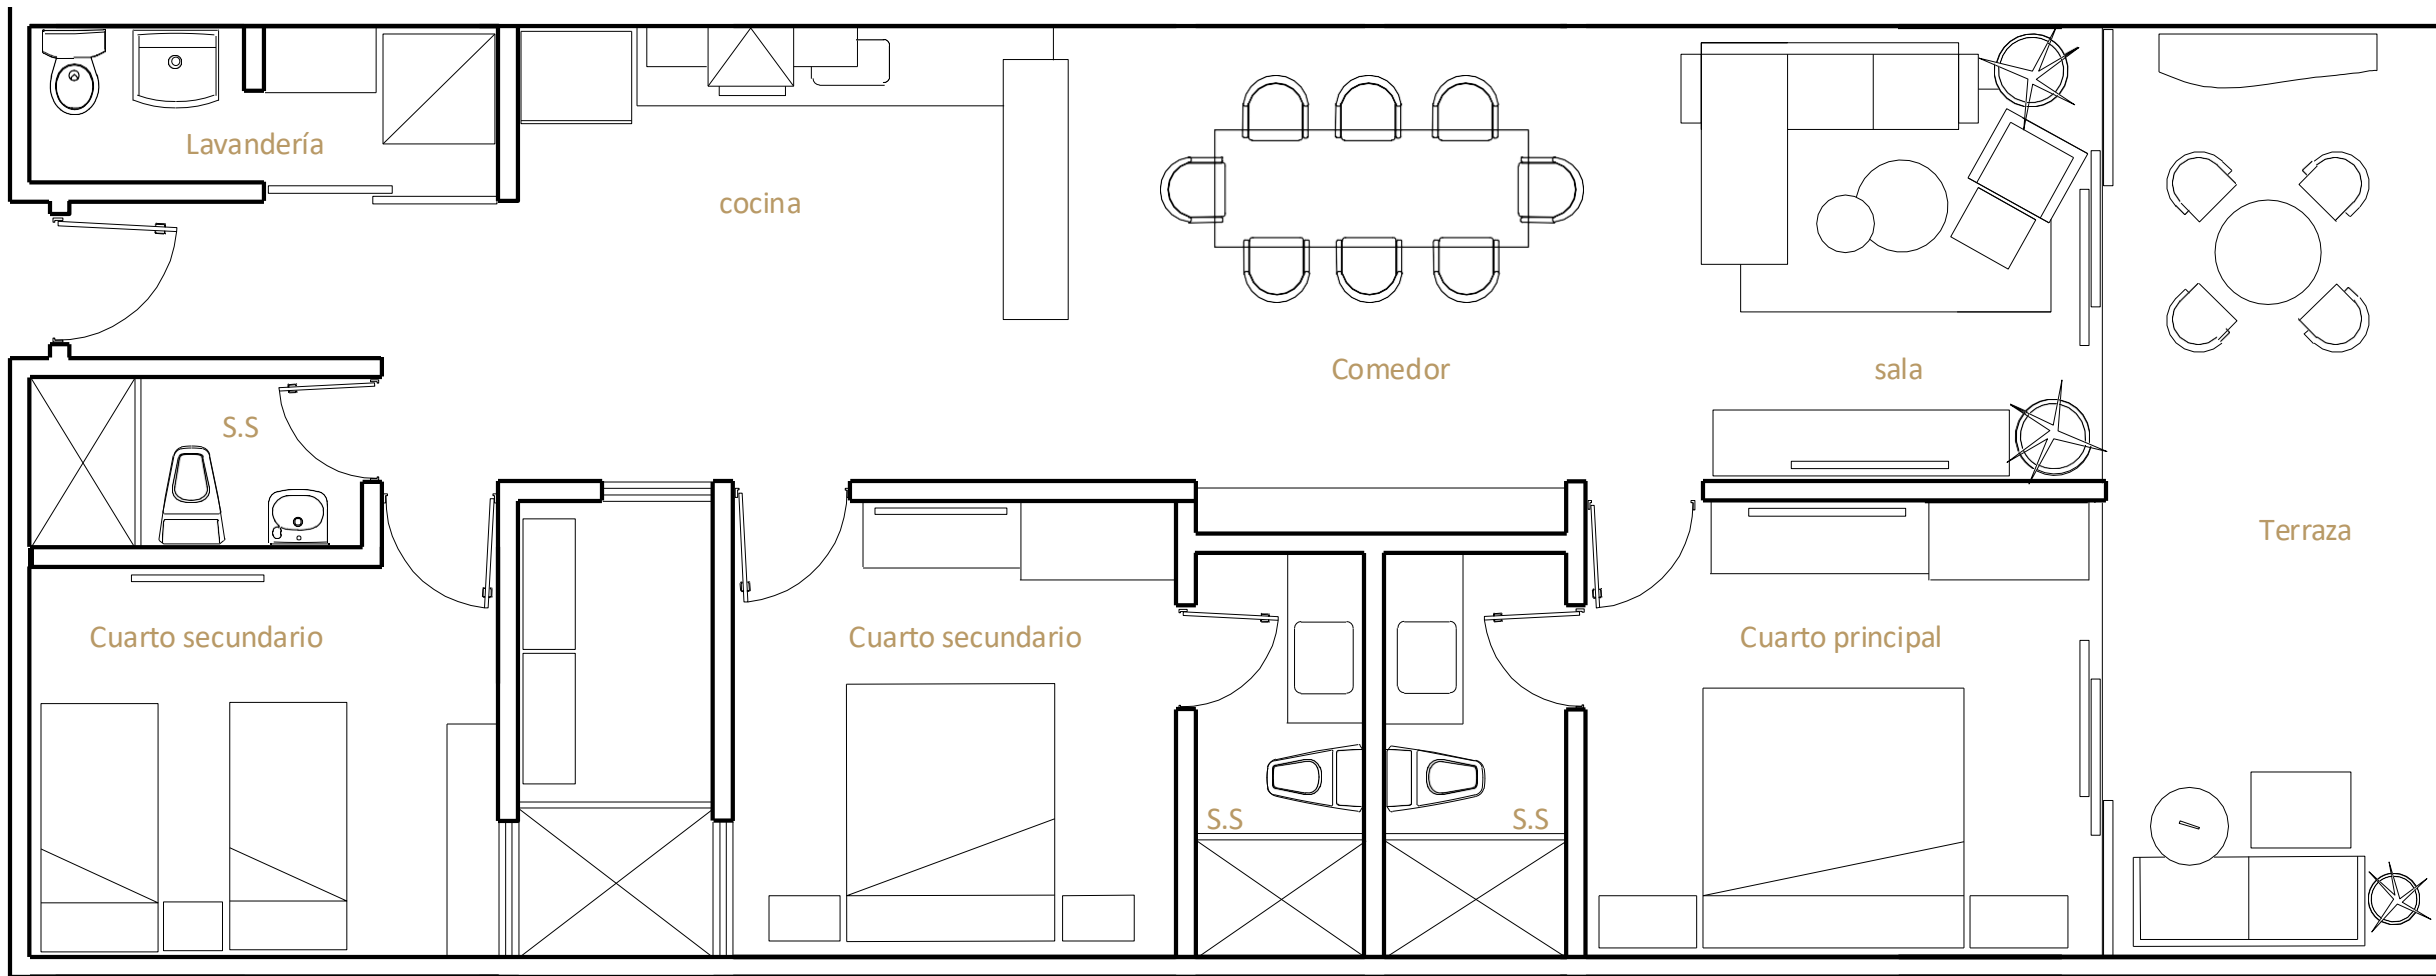 Lavandería
cocina
Comedor
sala
S.S
Terraza
Cuarto secundario
Cuarto secundario
Cuarto principal
S.S
S.S